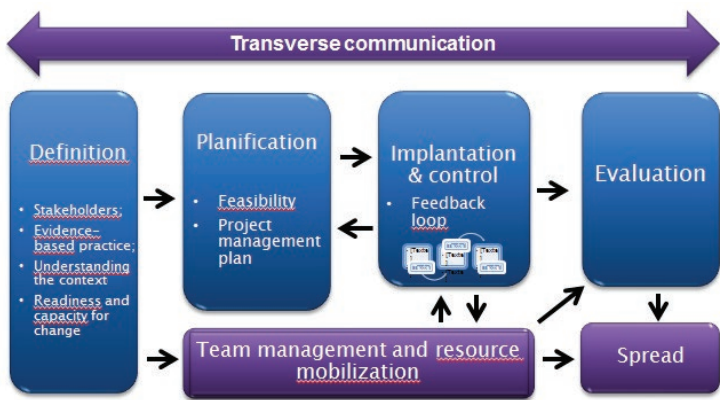 Transverse communication
Definition
• Stakeholders;
• Evidence-
based practice;
• Understanding
the context
• Readiness and
capacity for
change
Planification
• Feasibility
• Project
management
plan
Implantation
& control
• Feedback
loop
Evaluation
Team management and resource
mobilization
Spread